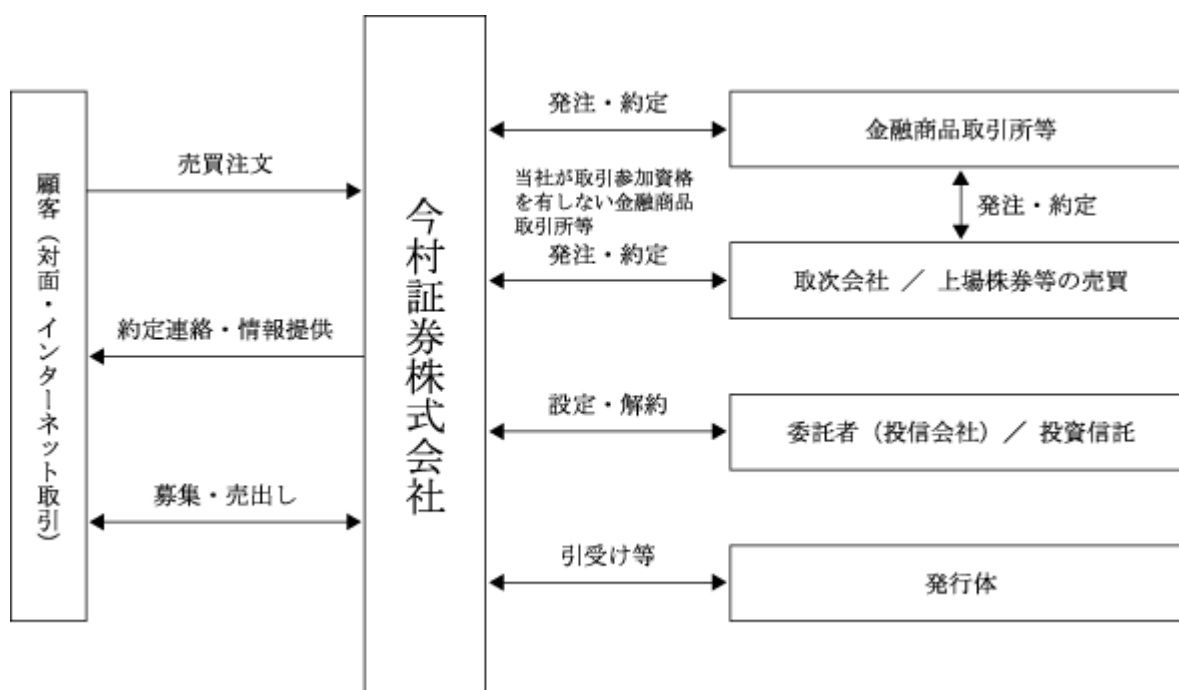 顧客（対面・インターネット取引）
売買注文
約定連絡・情報提供
募集・売出し
今村証券株式会社
発注・約定
当社が取引参加資格
を有しない金融商品
取引所等
発注・約定
設定・解約
引受け等
金融商品取引所等
発注・約定
取次会社 ／ 上場株券等の売買
委託者（投信会社）／ 投資信託
発行体